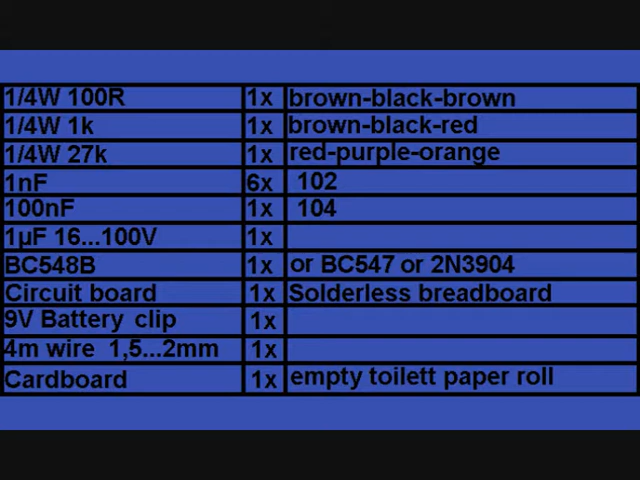 1/4W 100R 1x brown-black-brown
1/4W 1k 1x brown-black-red
1/4W 27k 1x red-purple-orange
1nF 6x 102
100nF 1x 104
1µF 16...100V 1x
BC548B 1x or BC547 or 2N3904
Circuit board 1x Solderless breadboard
9V Battery clip 1x
4m wire 1,5...2mm 1x
Cardboard 1x empty toilett paper roll